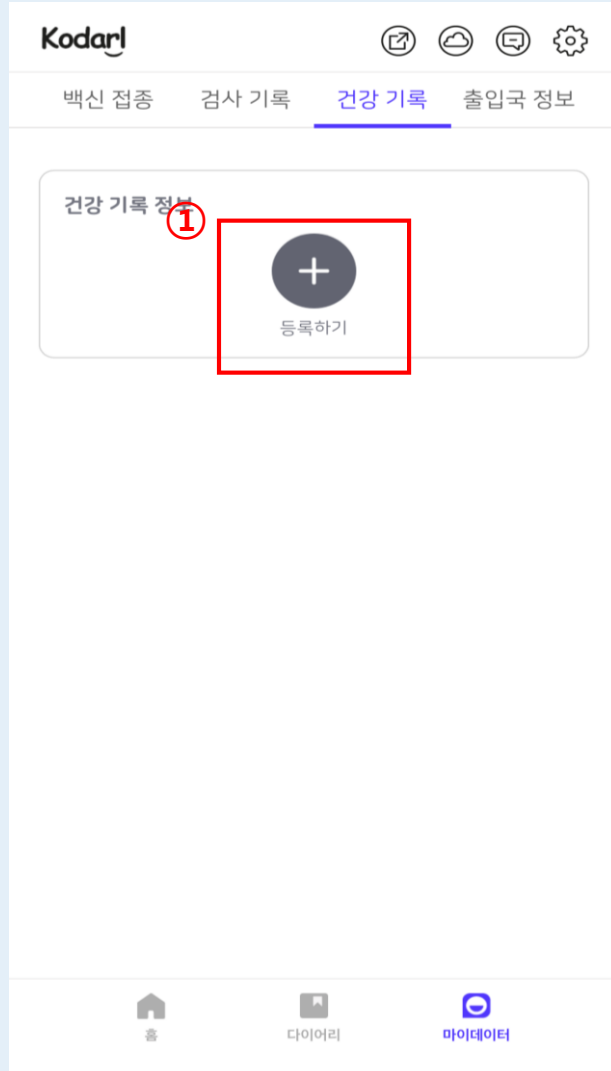 Kodarl
백신 접종 검사 기록 건강 기록 출입국 정보
건강 기록 정보
①
등록하기
홈 다이어리 마이데이터